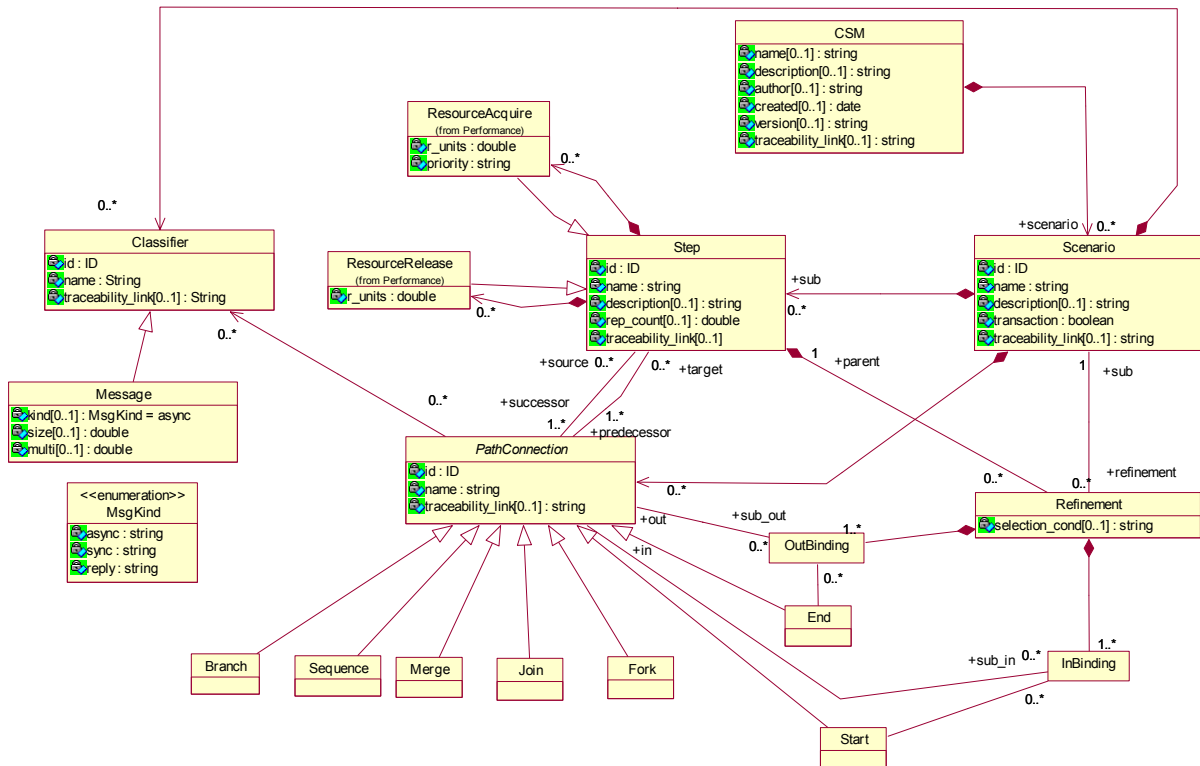 CSM
name[0..1] : string
description[0..1] : string
author[0..1] : string
created[0..1] : date
version[0..1] : string
traceability_link[0..1] : string
ResourceAcquire
(from Performance)
r_units : double
priority : string
0..*
0..*
Classifier
id : ID
name : String
traceability_link[0..1] : String
0..*
ResourceRelease
(from Performance)
r_units : double
0..*
Step
id : ID
name : string
description[0..1] : string
rep_count[0..1] : double
traceability_link[0..1]
+sub
0..*
+scenario
0..*
Scenario
id : ID
name : string
description[0..1] : string
transaction : boolean
traceability_link[0..1] : string
+source
0..*
0..*
+target
1
+parent
1
+sub
Message
kind[0..1] : MsgKind = async
size[0..1] : double
multi[0..1] : double
0..*
+successor
1..*
1..*
+predecessor
<<enumeration>>
MsgKind
async : string
sync : string
reply : string
PathConnection
id : ID
name : string
traceability_link[0..1] : string
0..*
0..*
0..*
+refinement
Refinement
selection_cond[0..1] : string
+out
+in
+sub_out
0..*
1..*
OutBinding
0..*
End
Branch
Sequence
Merge
Join
Fork
+sub_in
0..*
1..*
InBinding
0..*
Start